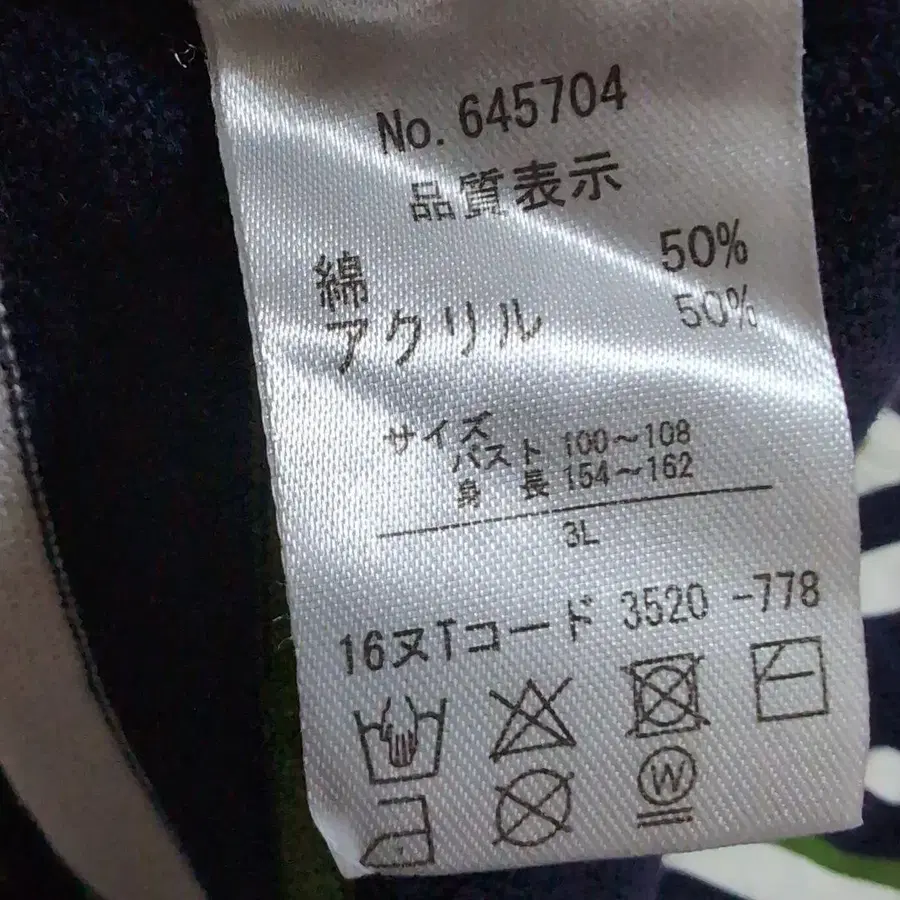 No. 645704
品質表示
綿 50%
アクリル 50%
サイズ
バスト 100〜108
身長 154〜162
3L
16ヌTコード 3520 -778
W